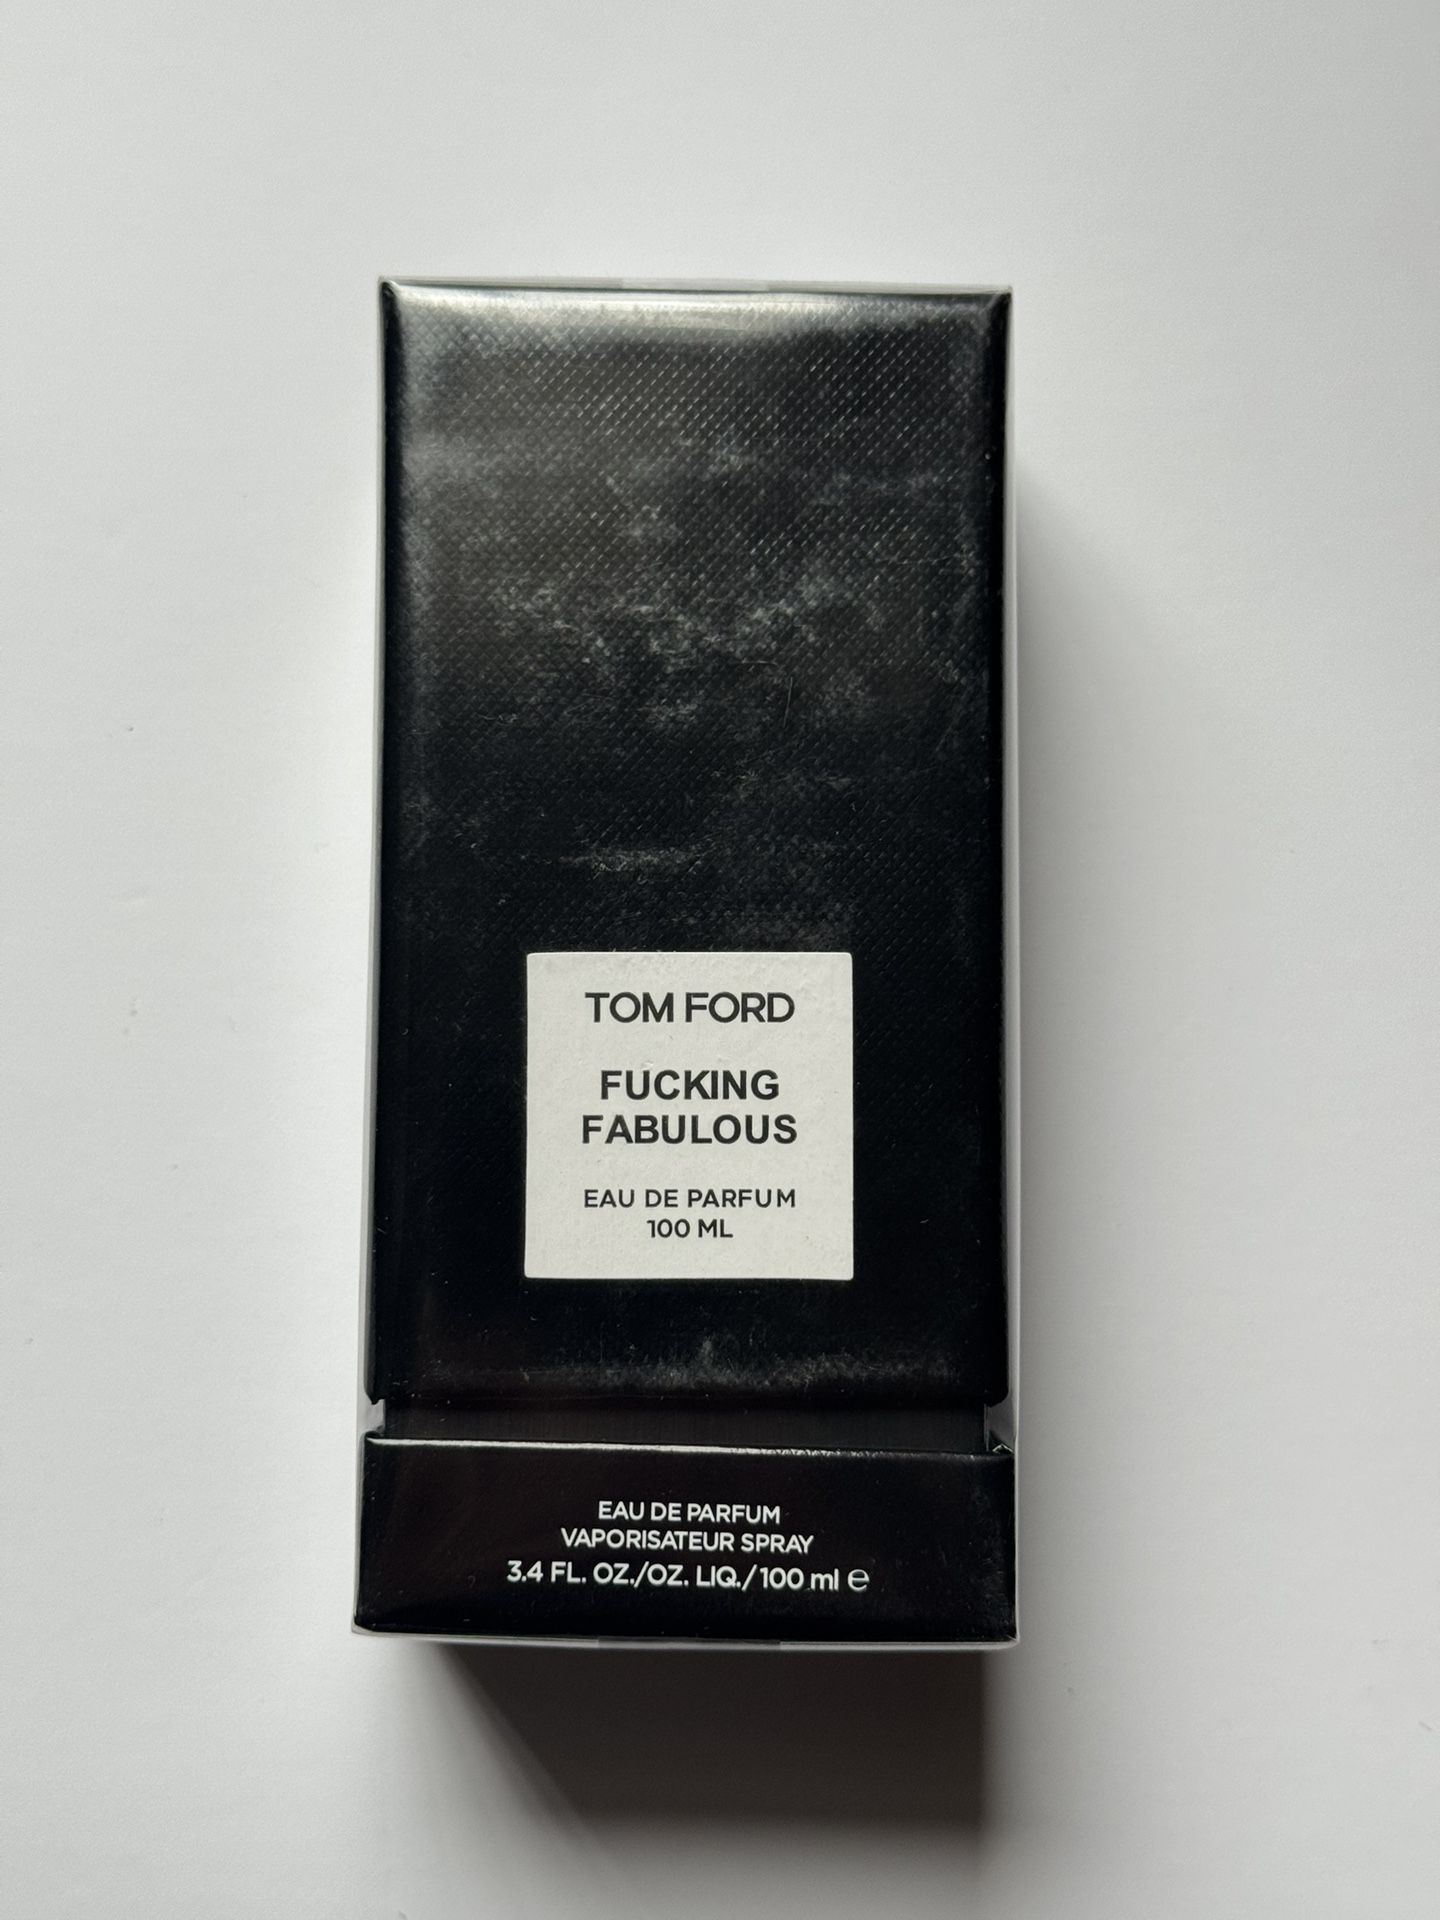 TOM FORD
FUCKING
FABULOUS
EAU DE PARFUM
100 ML
EAU DE PARFUM
VAPORISATEUR SPRAY
3.4 FL. OZ./OZ. LIQ./100 ml ℮